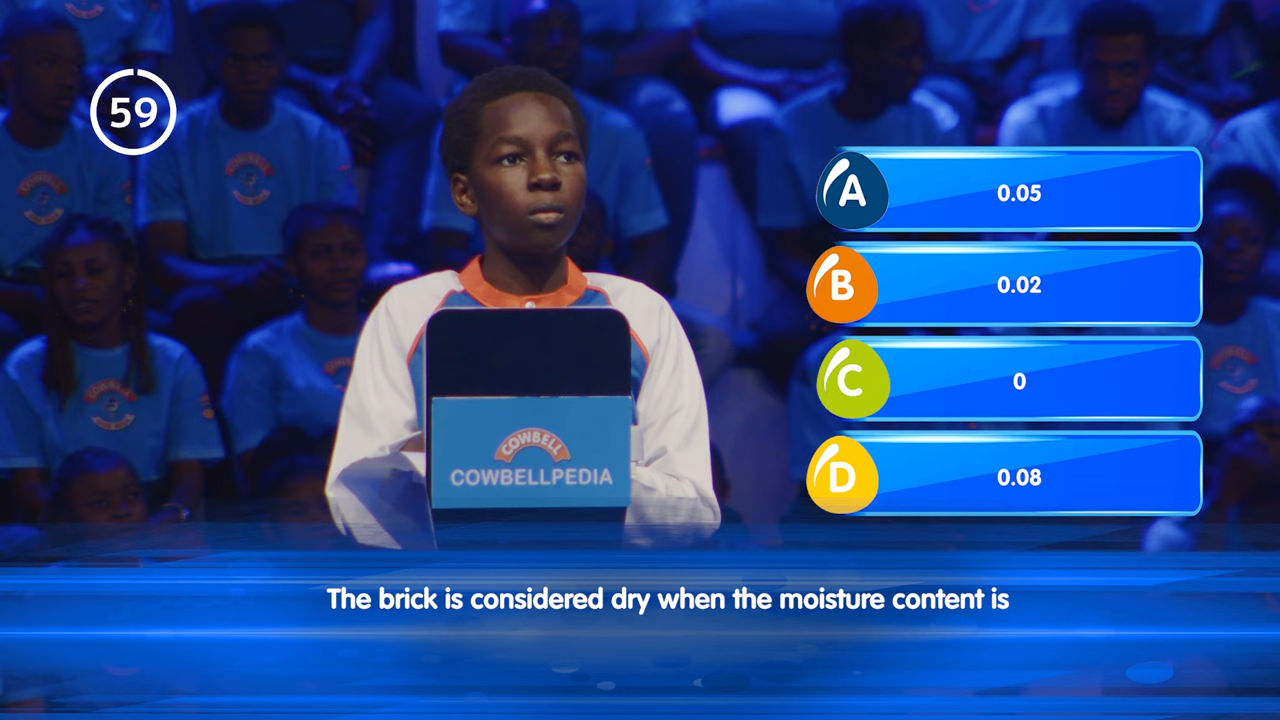 59
A 0.05
B 0.02
C 0
D 0.08
COWBELL
COWBELLPEDIA
The brick is considered dry when the moisture content is